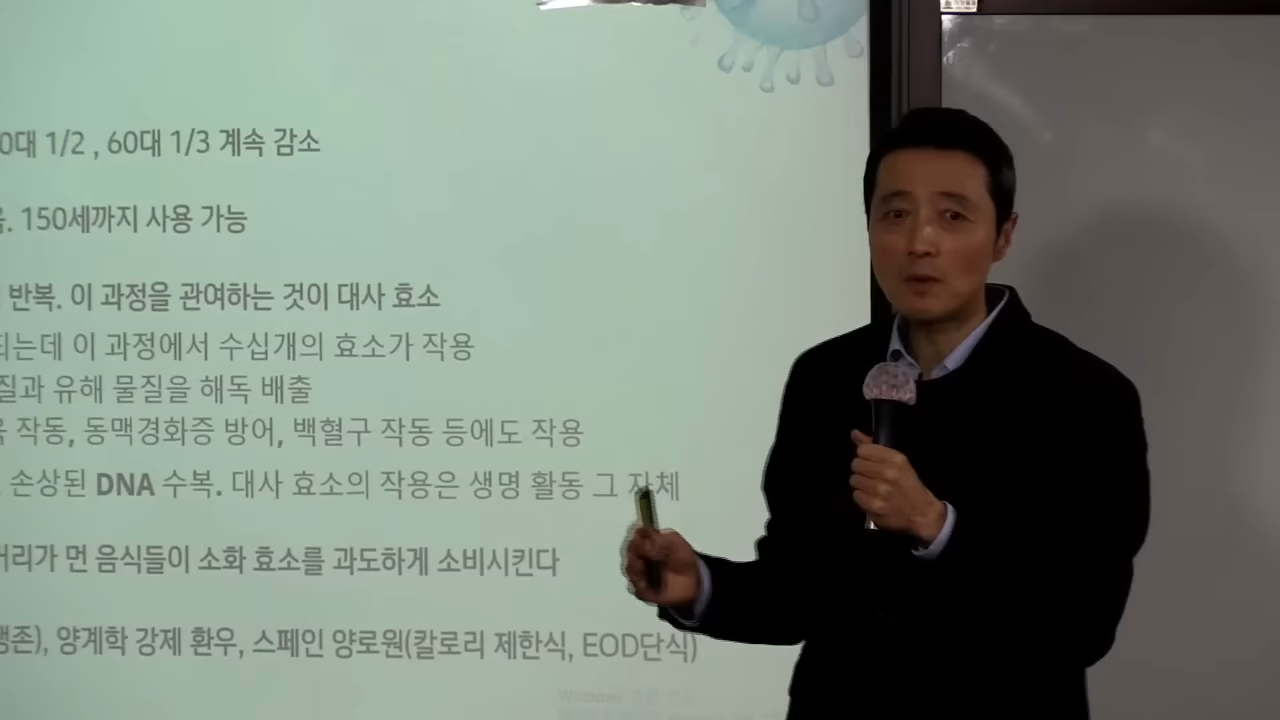 0대 1/2 , 60대 1/3 계속 감소
. 150세까지 사용 가능
반복. 이 과정을 관여하는 것이 대사 효소
되는데 이 과정에서 수십개의 효소가 작용
질과 유해 물질을 해독 배출
작동, 동맥경화증 방어, 백혈구 작동 등에도 작용
손상된 DNA 수복. 대사 효소의 작용은 생명 활동 그 자체
거리가 먼 음식들이 소화 효소를 과도하게 소비시킨다
생존), 양계학 강제 환우, 스페인 양로원(칼로리 제한식, EOD단식)
Windows